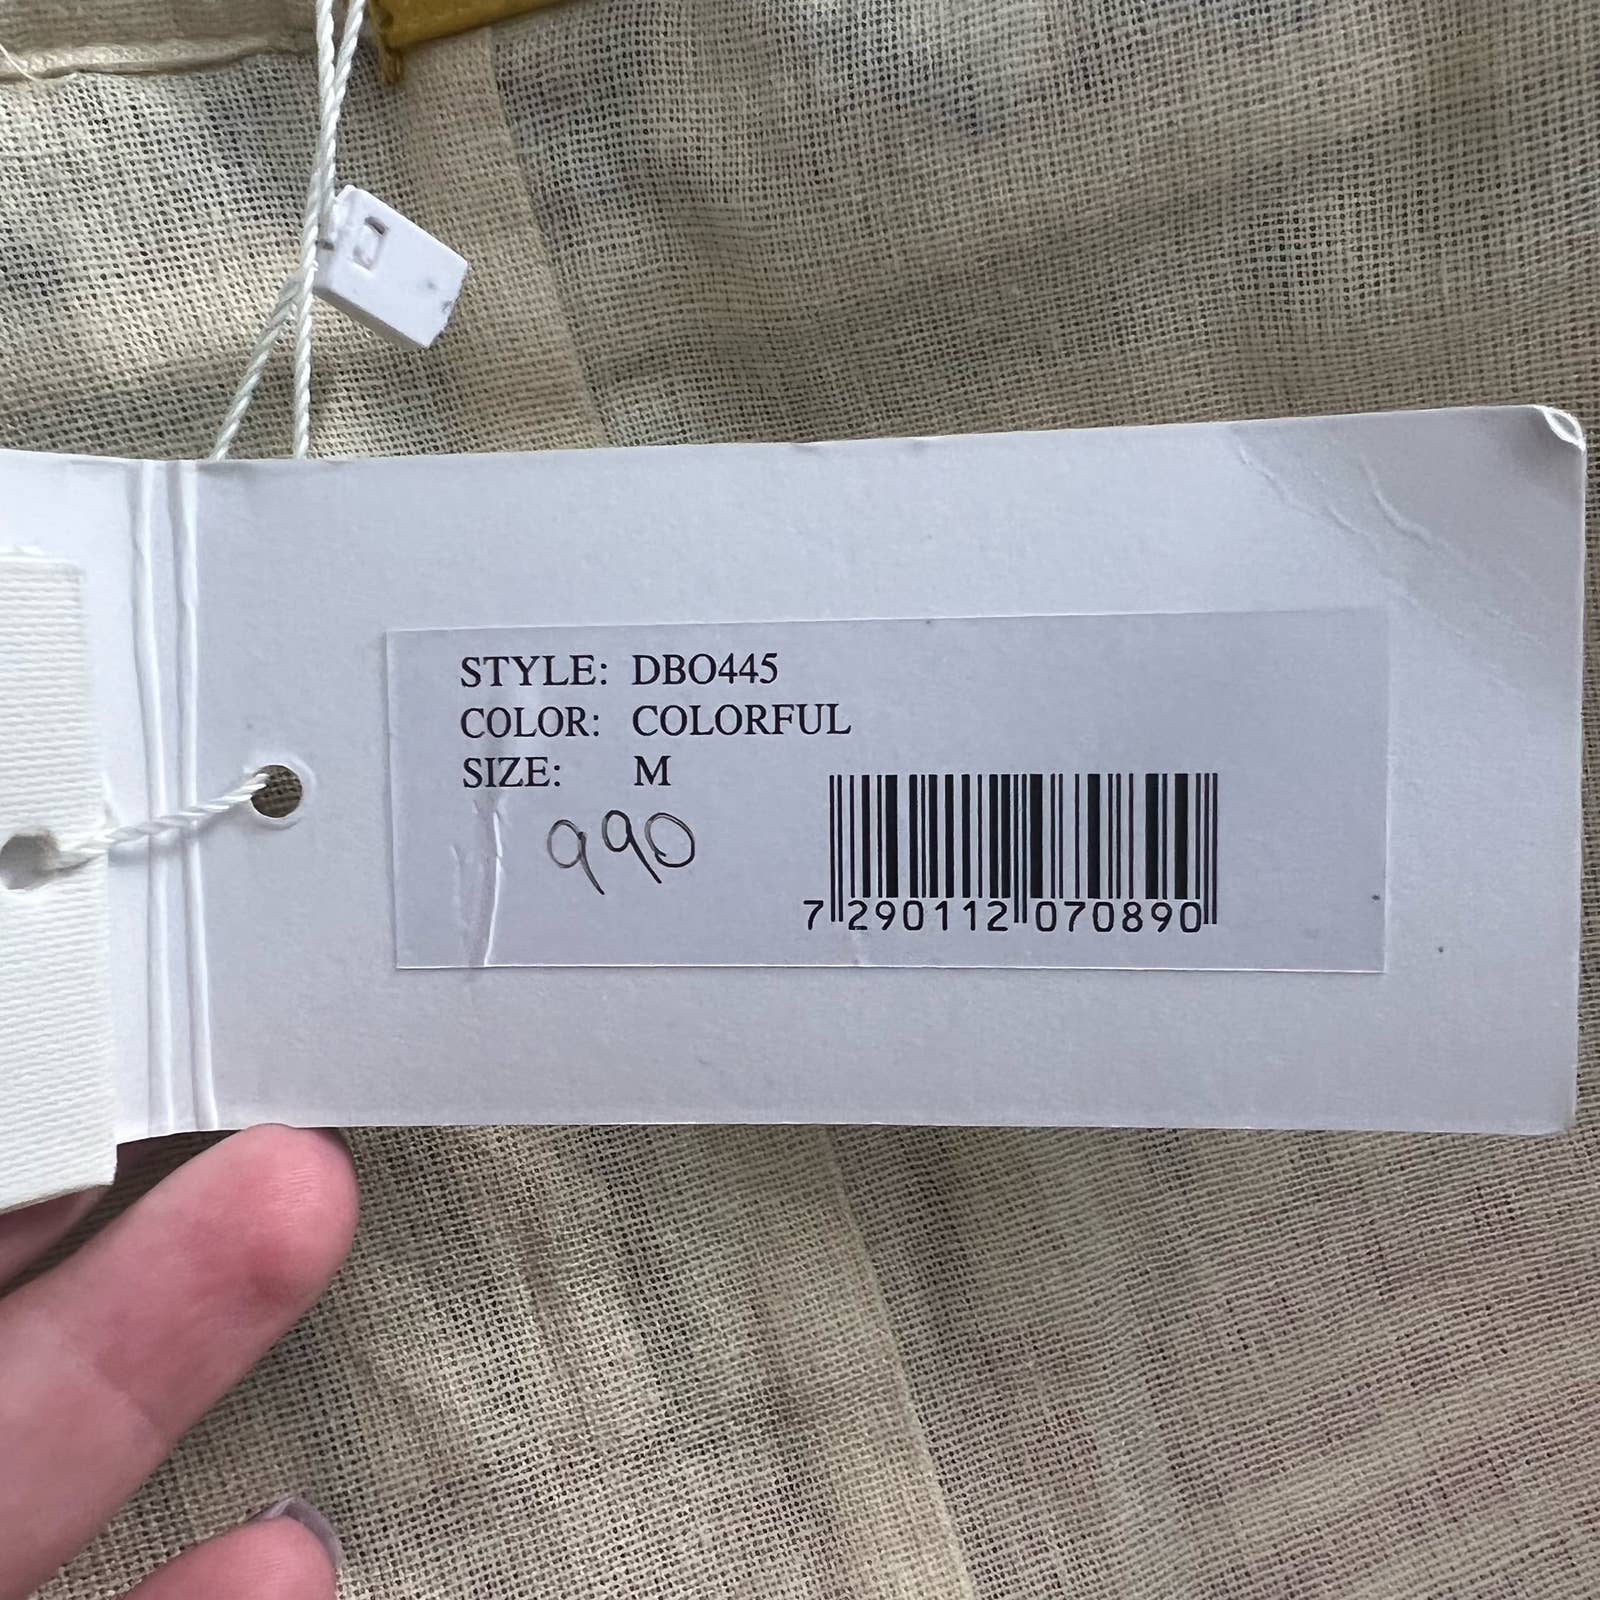 STYLE: DBO445
COLOR: COLORFUL
SIZE: M
990
7 290112 070890